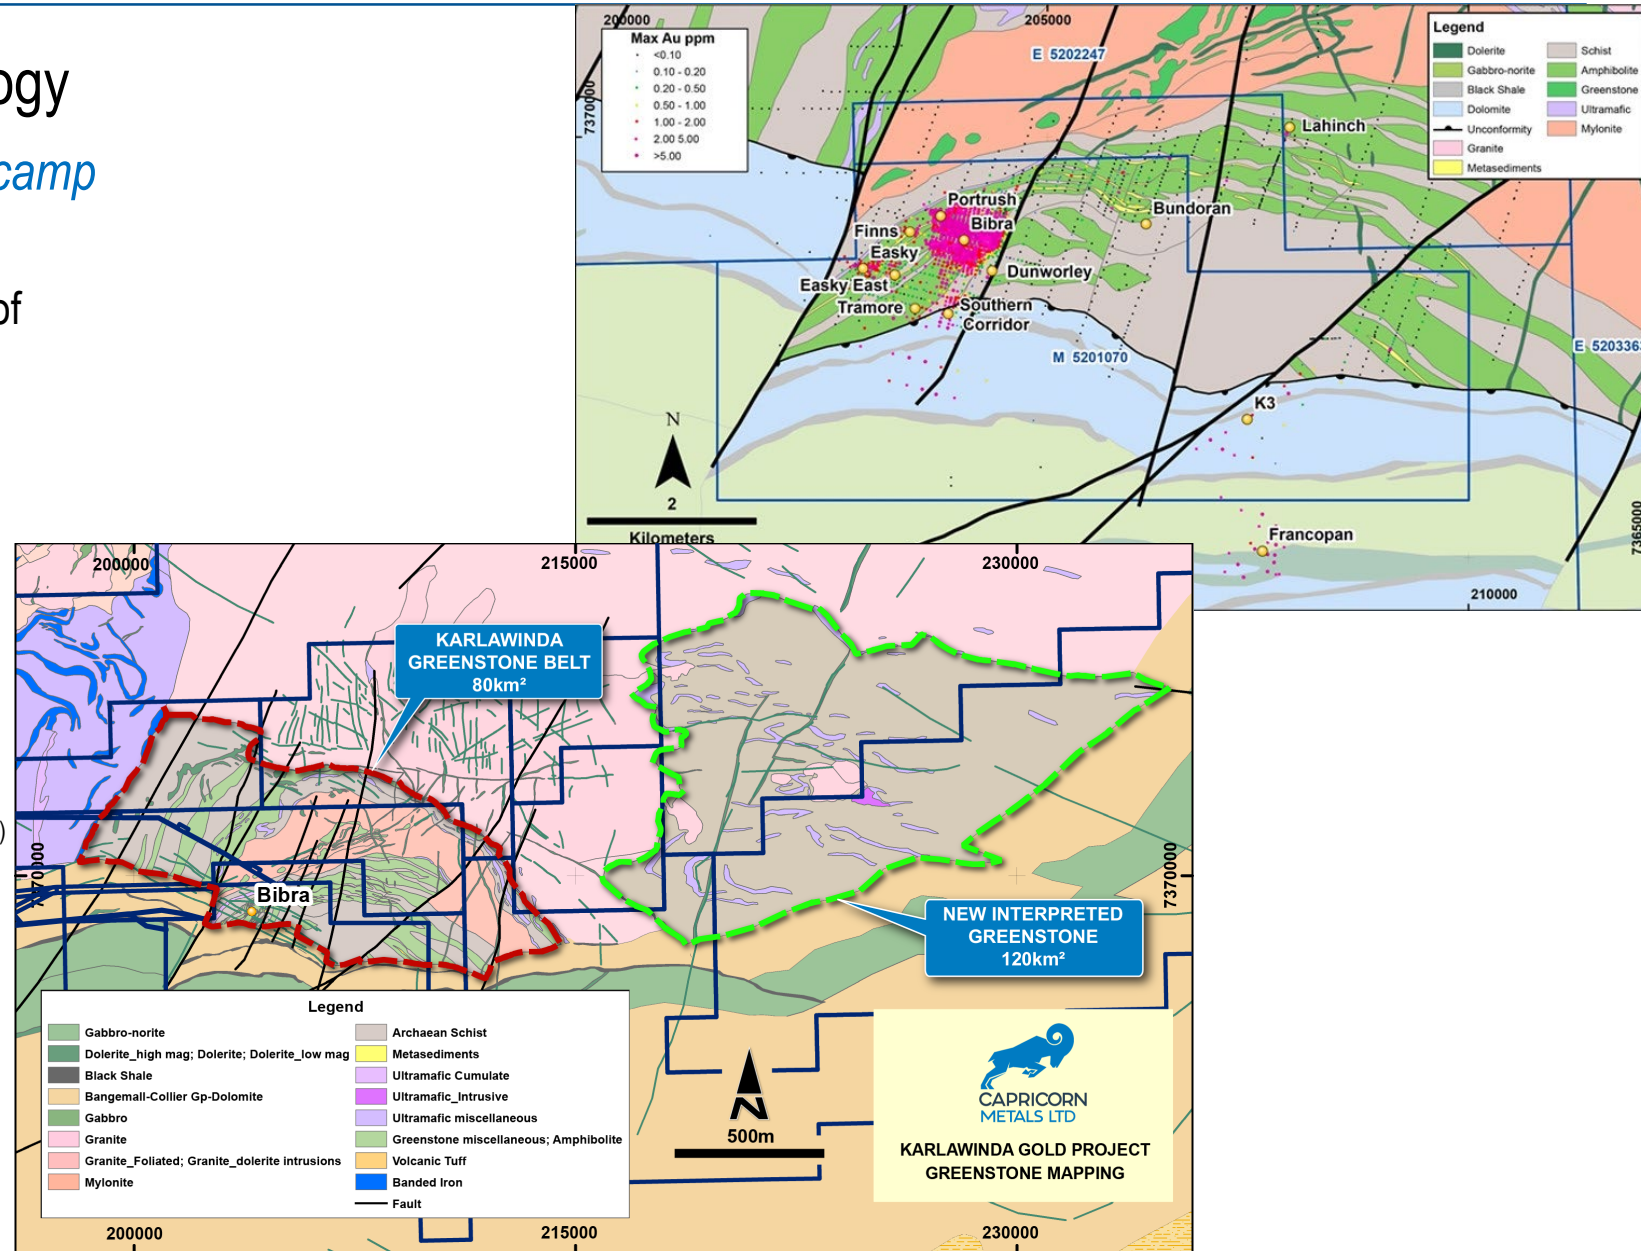 ogy
camp
of
)
200000
205000
7370000
Max Au ppm
<0.10
0.10 - 0.20
0.20 - 0.50
0.50 - 1.00
1.00 - 2.00
2.00 5.00
>5.00
E 5202247
Legend
Dolerite
Gabbro-norite
Black Shale
Dolomite
Unconformity
Granite
Metasediments
Schist
Amphibolite
Greenstone
Ultramafic
Mylonite
Lahinch
Portrush
Bibra
Bundoran
Finns
Easky
Easky East
Dunworley
Tramore
Southern
Corridor
M 5201070
E 520336
K3
N
2
Kilometers
Francopan
7365000
210000
200000
215000
230000
KARLAWINDA
GREENSTONE BELT
80km²
7370000
Bibra
7370000
NEW INTERPRETED
GREENSTONE
120km²
Legend
Gabbro-norite
Dolerite_high mag; Dolerite; Dolerite_low mag
Black Shale
Bangemall-Collier Gp-Dolomite
Gabbro
Granite
Granite_Foliated; Granite_dolerite intrusions
Mylonite
Archaean Schist
Metasediments
Ultramafic Cumulate
Ultramafic_Intrusive
Ultramafic miscellaneous
Greenstone miscellaneous; Amphibolite
Volcanic Tuff
Banded Iron
Fault
N
500m
CAPRICORN
METALS LTD
KARLAWINDA GOLD PROJECT
GREENSTONE MAPPING
200000
215000
230000